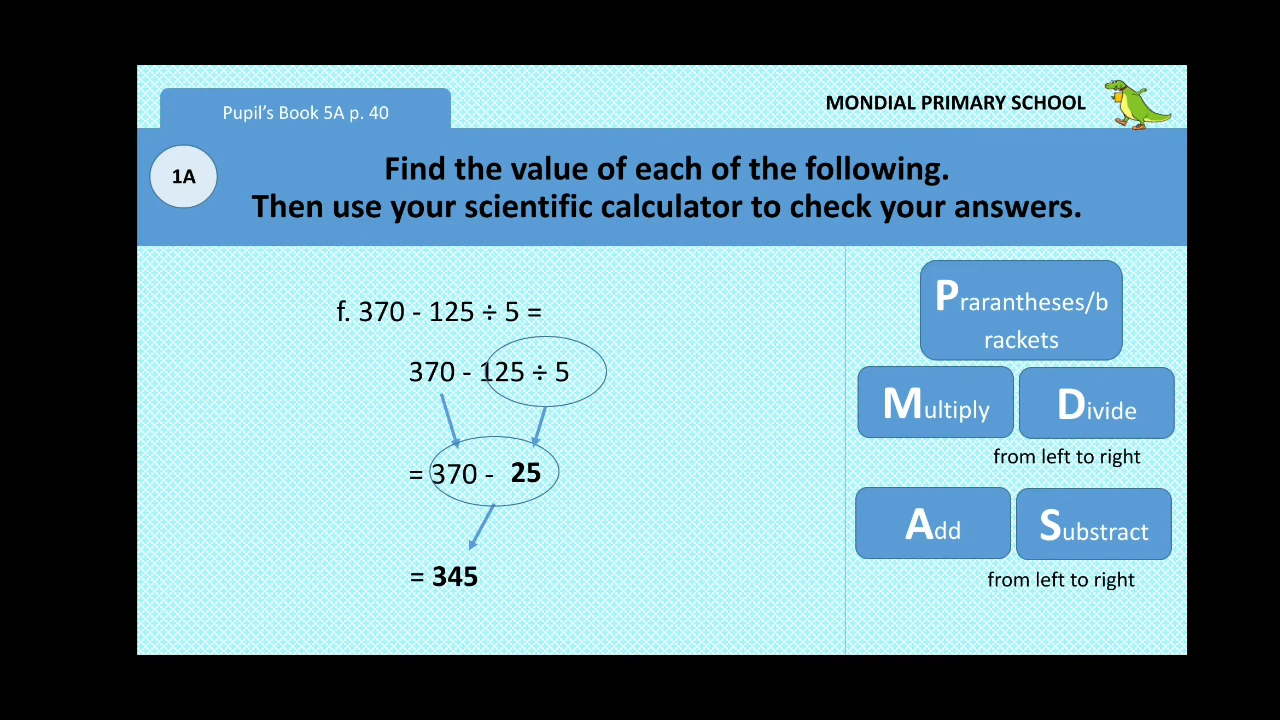 Pupil's Book 5A p. 40
MONDIAL PRIMARY SCHOOL
1A
Find the value of each of the following.
Then use your scientific calculator to check your answers.
f. 370 - 125 ÷ 5 =
370 - 125 ÷ 5
= 370 - 25
= 345
Prarantheses/b
rackets
Multiply
Divide
from left to right
Add
Substract
from left to right